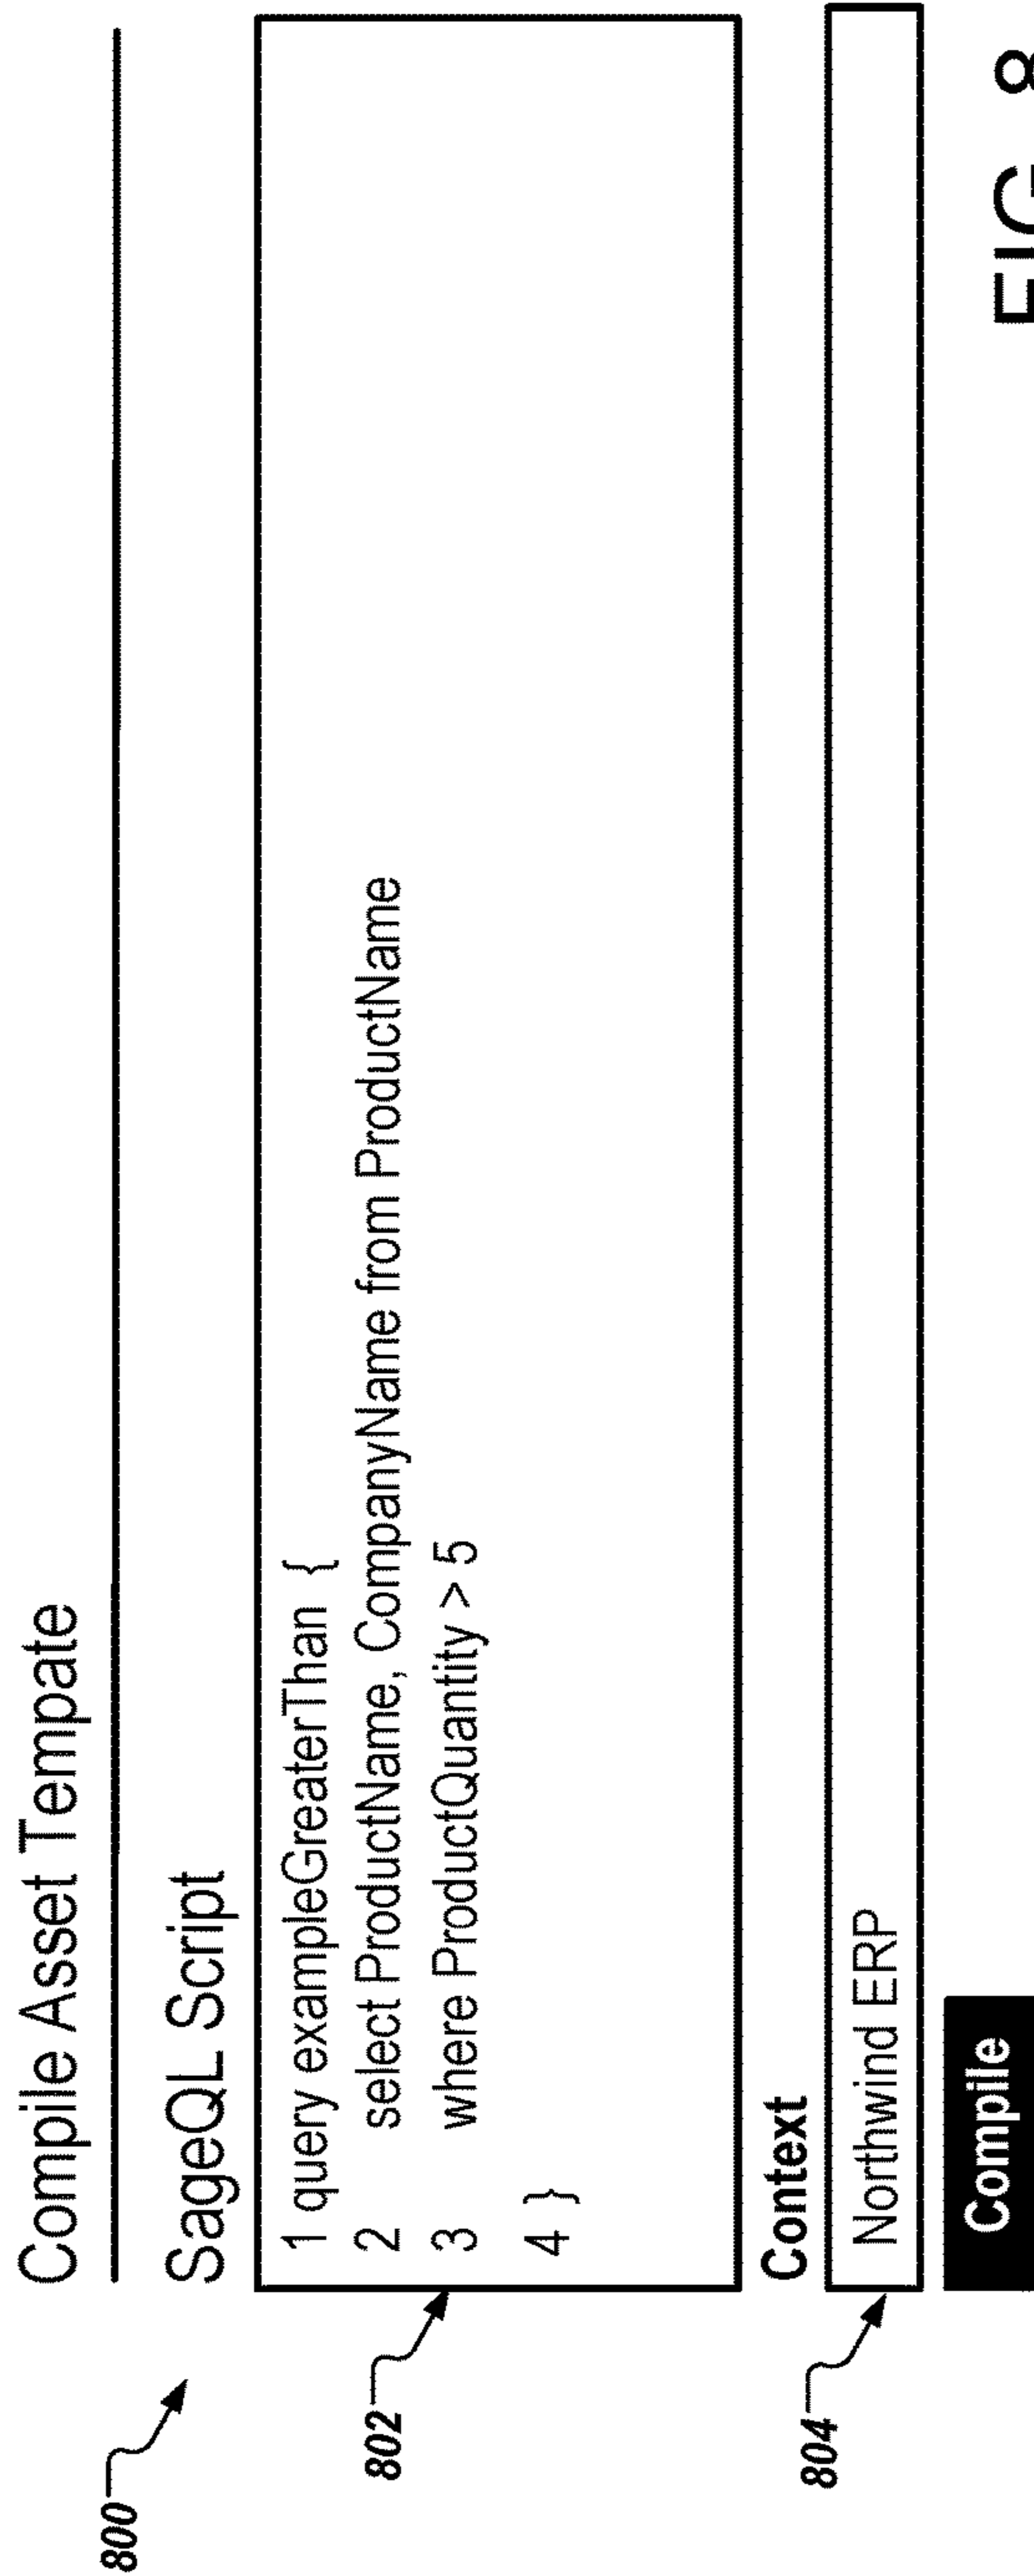 Compile Asset Tempate
800
SageQL Script
1 query exampleGreaterThan {
2 select ProductName, CompanyName from ProductName
3 where ProductQuantity > 5
4 }
802
Context
Northwind ERP
804
Compile
FIG. 8